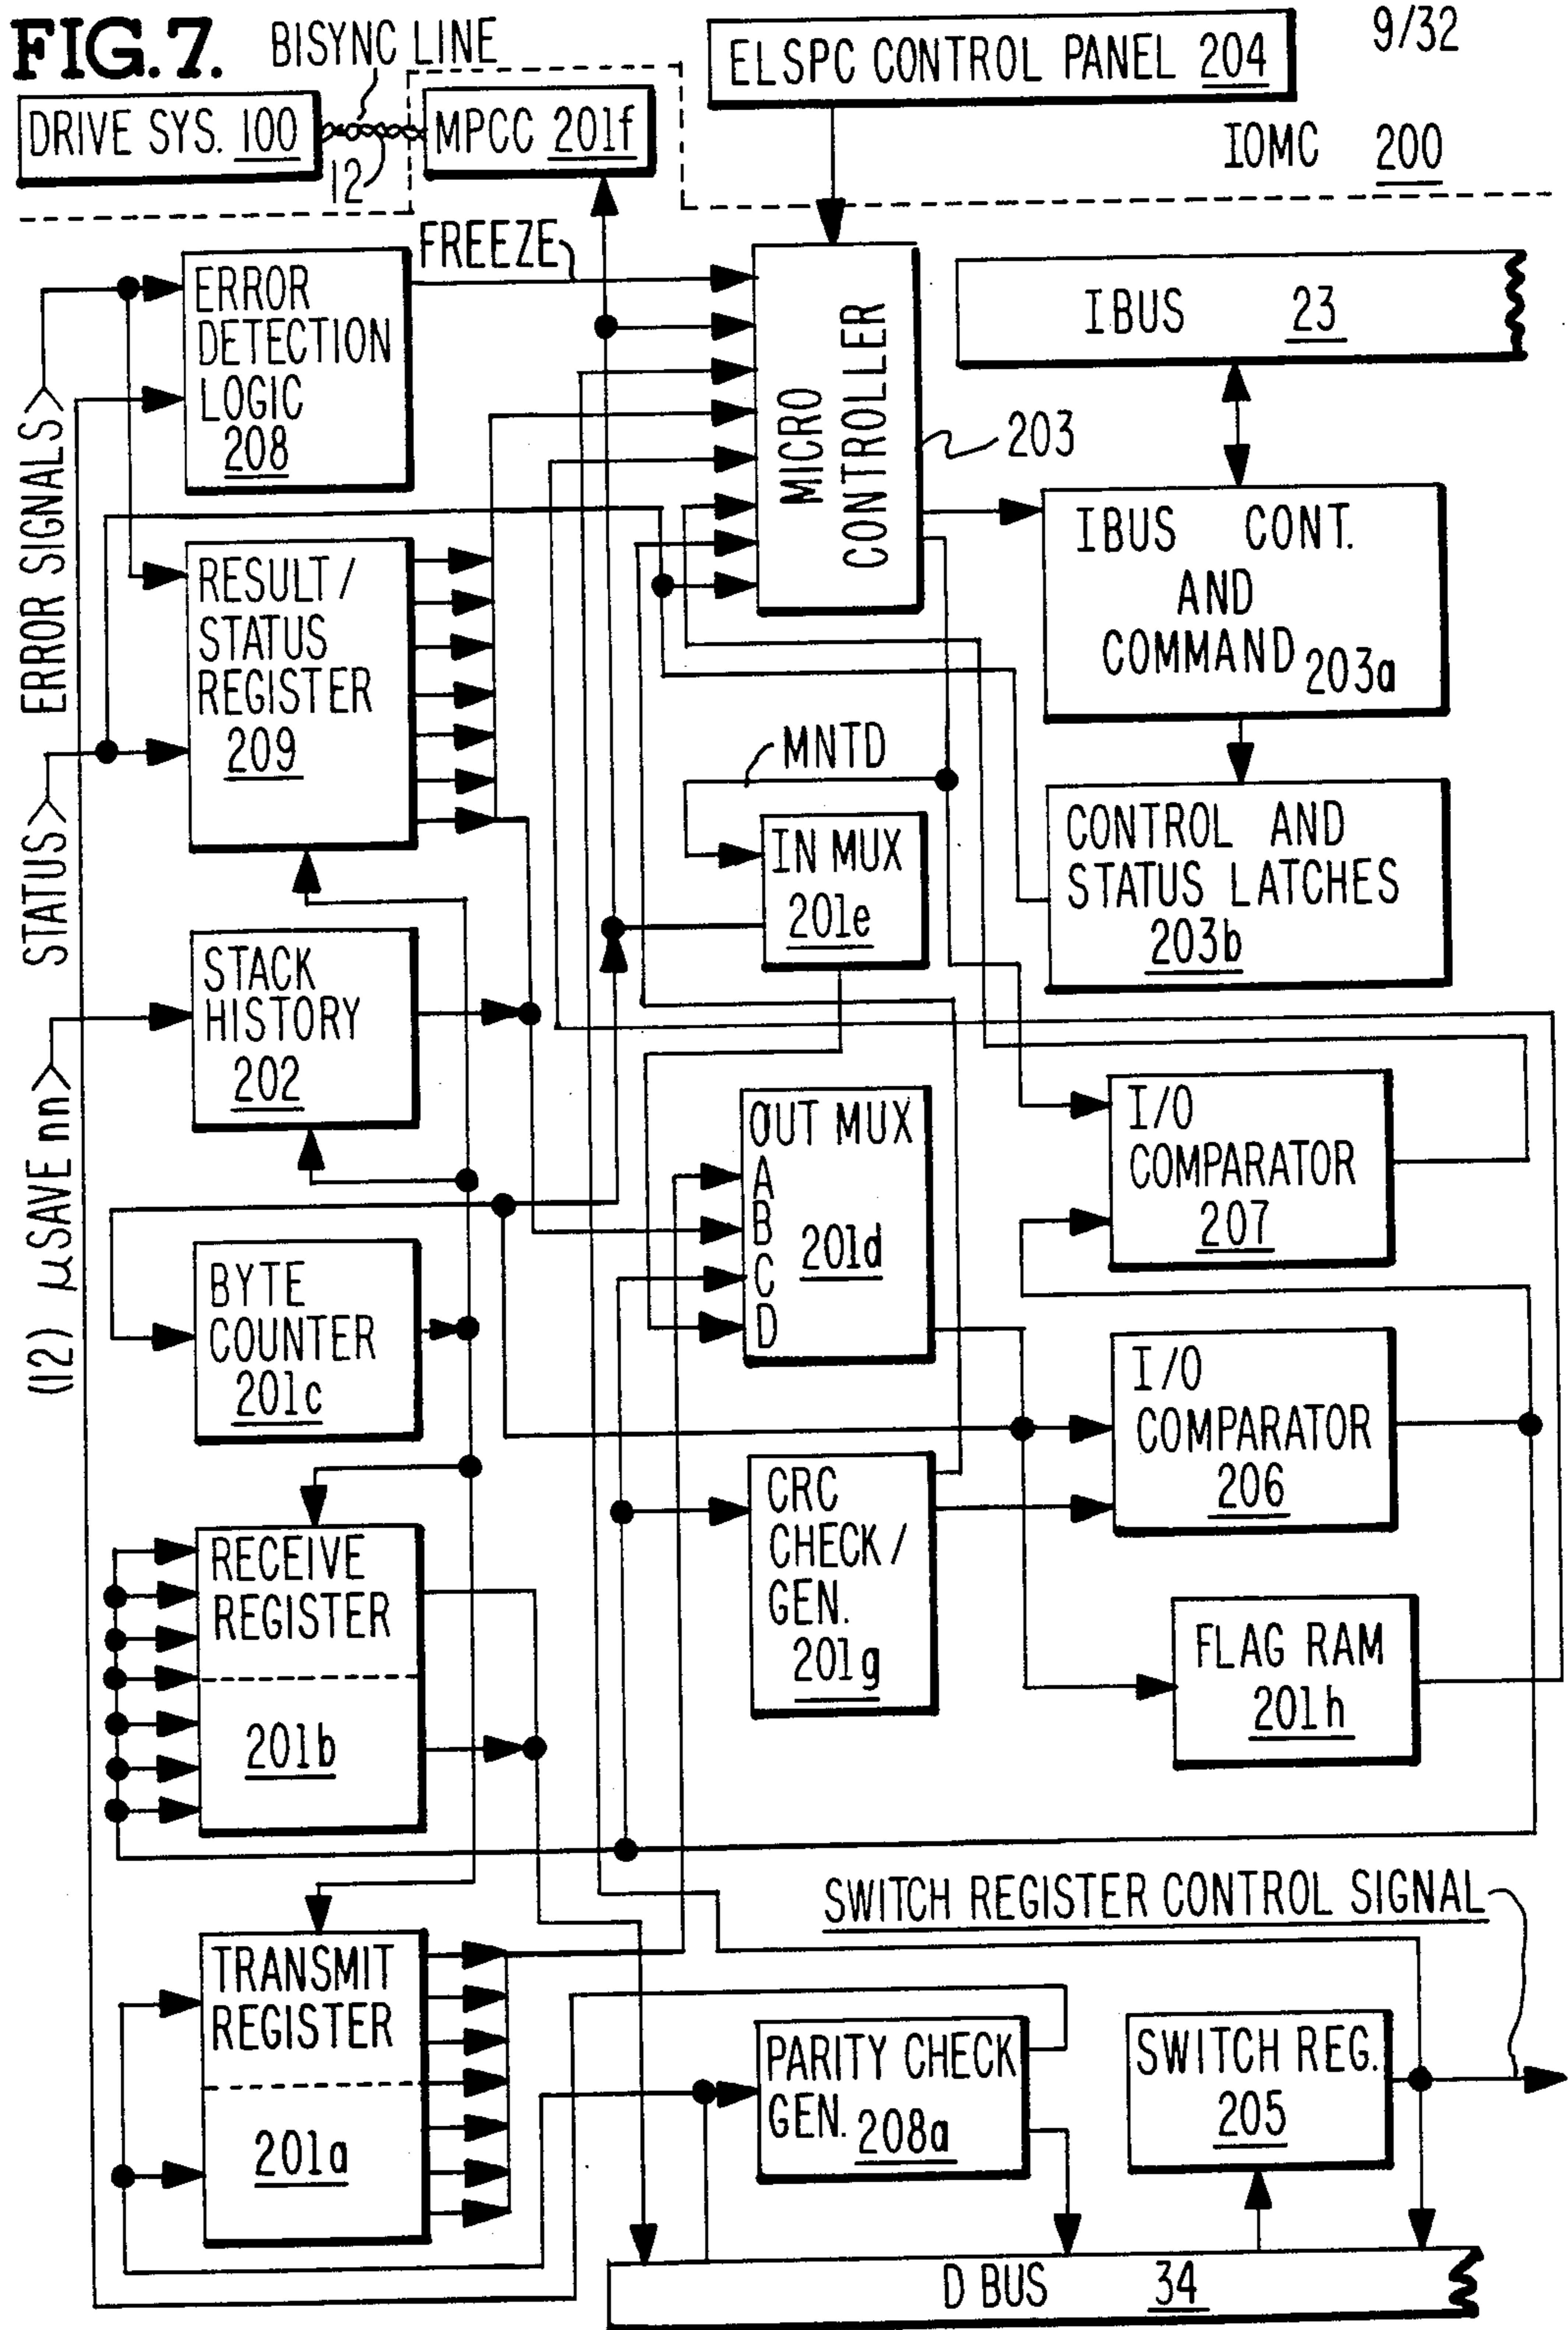 FIG. 7.
BISYNC LINE
ELSPC CONTROL PANEL 204
9/32
DRIVE SYS. 100
12
MPCC 201f
IOMC 200
FREEZE
ERROR
DETECTION
LOGIC
208
ERROR SIGNALS
MICRO
CONTROLLER
203
IBUS 23
IBUS CONT.
AND
COMMAND 203a
RESULT/
STATUS
REGISTER
209
STATUS
MNTD
IN MUX
201e
CONTROL AND
STATUS LATCHES
203b
STACK
HISTORY
202
(12) μSAVE nn
OUT MUX
A
B
C
D
201d
I/O
COMPARATOR
207
BYTE
COUNTER
201c
I/O
COMPARATOR
206
CRC
CHECK/
GEN.
201g
RECEIVE
REGISTER
201b
FLAG RAM
201h
SWITCH REGISTER CONTROL SIGNAL
TRANSMIT
REGISTER
201a
PARITY CHECK
GEN. 208a
SWITCH REG.
205
D BUS 34